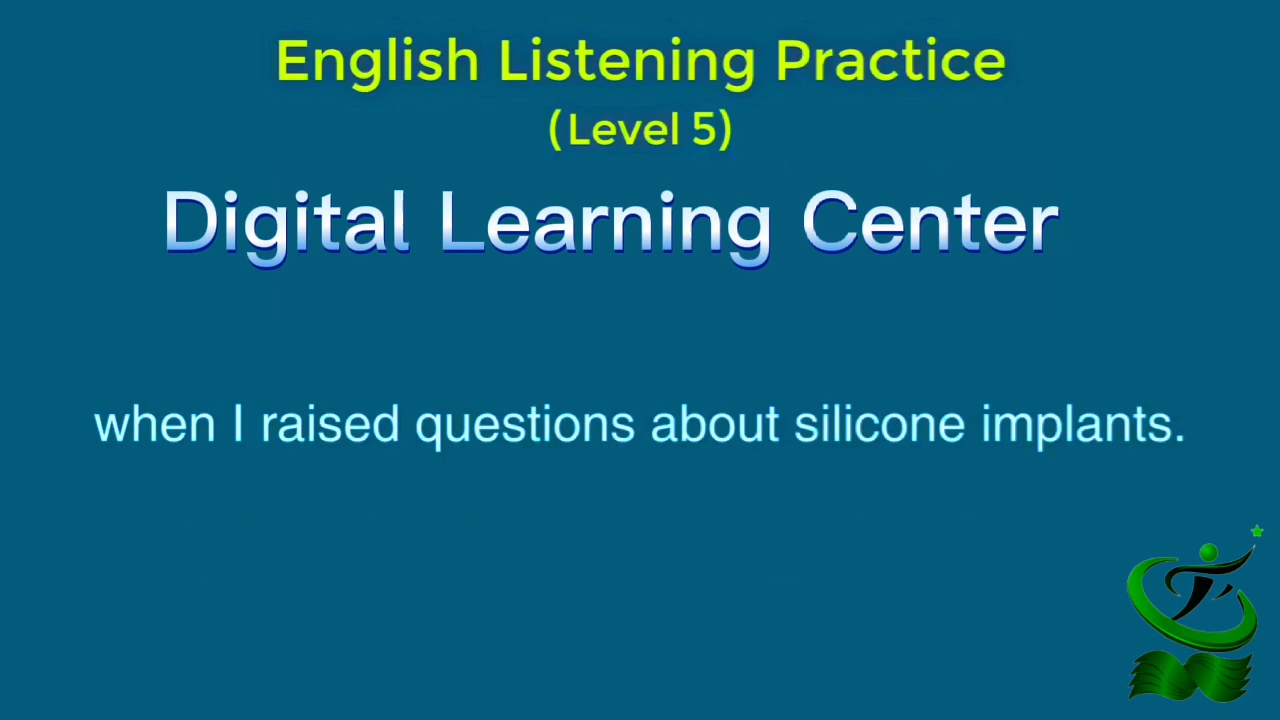 English Listening Practice
(Level 5)
Digital Learning Center
when I raised questions about silicone implants.